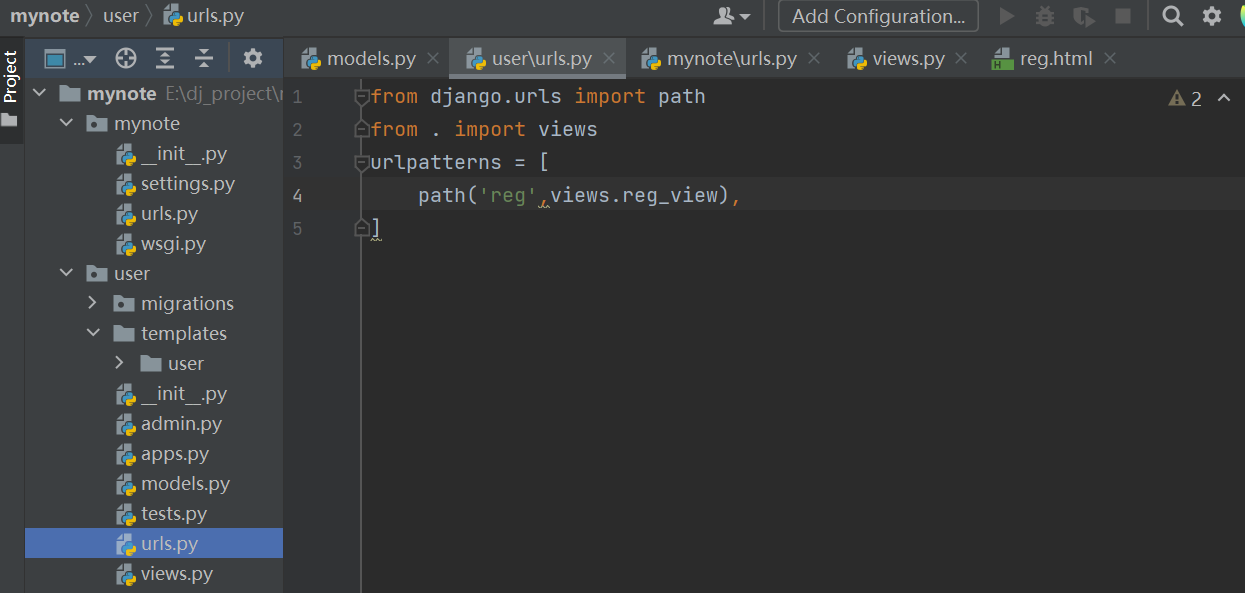 mynote user urls.py Add Configuration...
Project ... models.py user\urls.py mynote\urls.py views.py reg.html
mynote E:\dj_project\
mynote
__init__.py
settings.py
urls.py
wsgi.py
user
migrations
templates
user
__init__.py
admin.py
apps.py
models.py
tests.py
urls.py
views.py
1 from django.urls import path 2
2 from . import views
3 urlpatterns = [
4 path('reg',views.reg_view),
5 ]